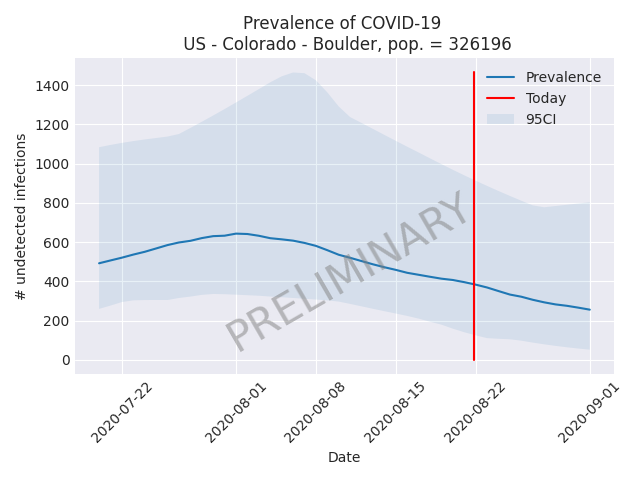 Prevalence of COVID-19
US - Colorado - Boulder, pop. = 326196
Prevalence
Today
95CI
1400
1200
1000
800
600
400
200
0
# undetected infections
PRELIMINARY
2020-07-22
2020-08-01
2020-08-08
2020-08-15
2020-08-22
2020-09-01
Date